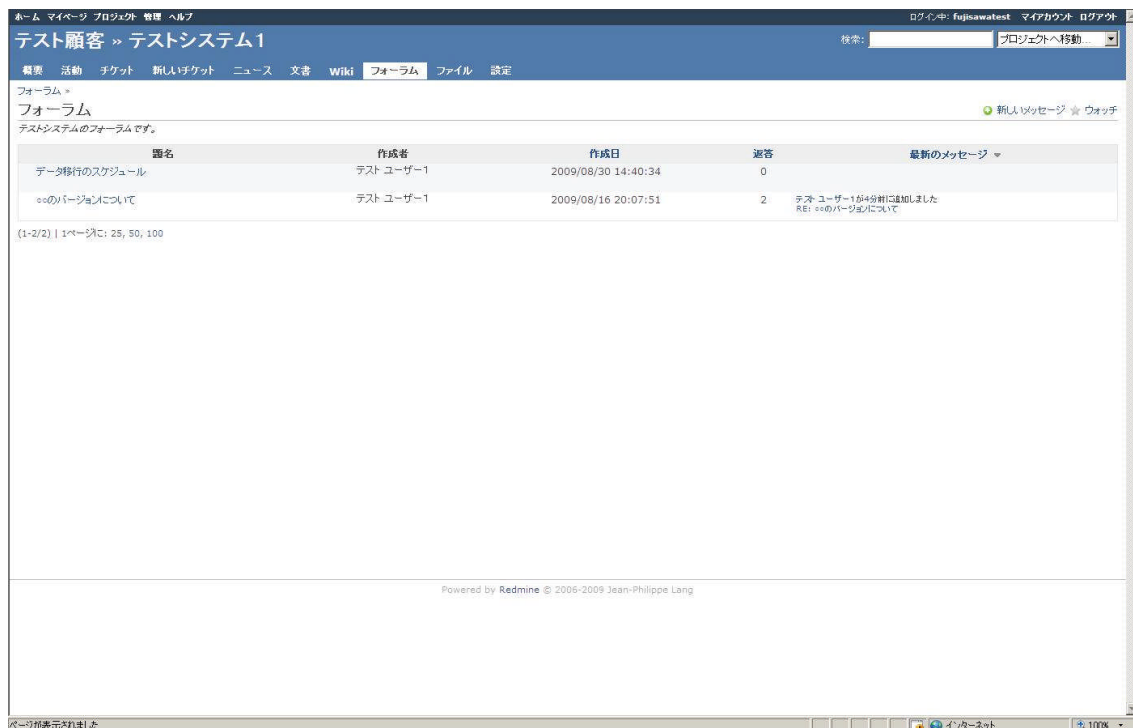 ホーム マイページ プロジェクト 管理 ヘルプ ログイン中: fujisawatest マイアカウント ログアウト
テスト顧客 » テストシステム1 検索: プロジェクトへ移動...
概要 活動 チケット 新しいチケット ニュース 文書 Wiki フォーラム ファイル 設定
フォーラム »
フォーラム 新しいメッセージ ウォッチ
テストシステムのフォーラムです。
題名 作成者 作成日 返答 最新のメッセージ
データ移行のスケジュール テスト ユーザー1 2009/08/30 14:40:34 0
○○のバージョンについて テスト ユーザー1 2009/08/16 20:07:51 2 テスト ユーザー1が4分前に追加しました
RE: ○○のバージョンについて
(1-2/2) | 1ページに: 25, 50, 100
Powered by Redmine © 2006-2009 Jean-Philippe Lang
ページが表示されました インターネット 100%